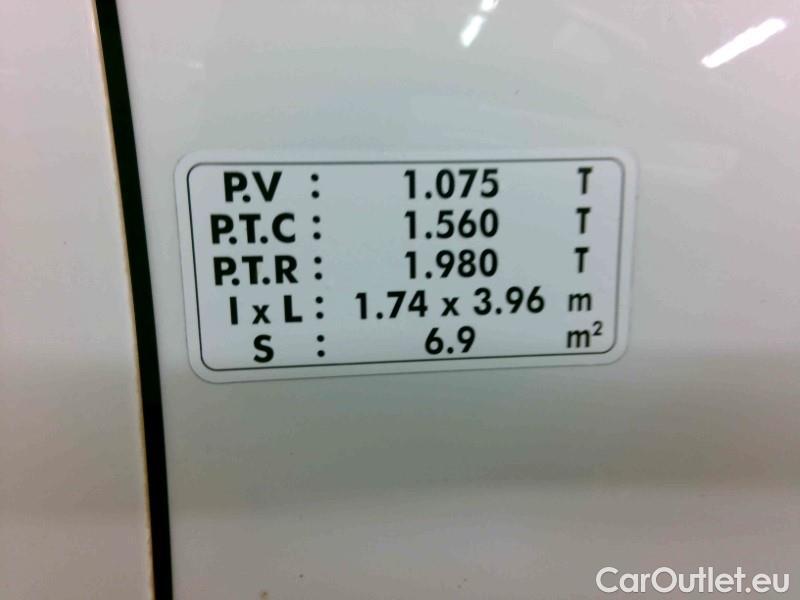 P.V : 1.075 T
P.T.C : 1.560 T
P.T.R : 1.980 T
l x L : 1.74 x 3.96 m
S : 6.9 m²
CarOutlet.eu